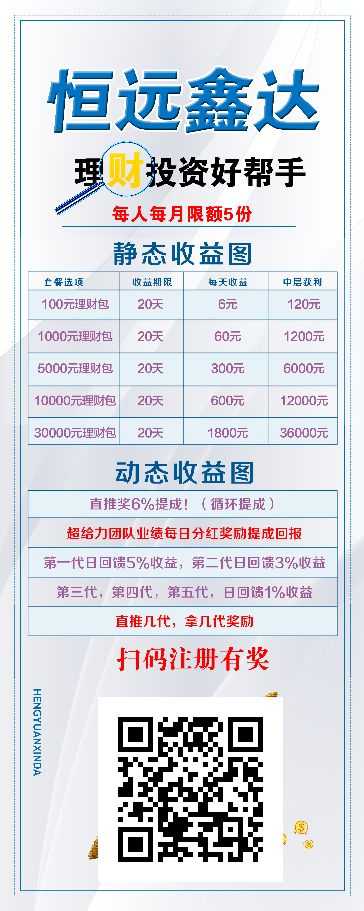 恒远鑫达
理财投资好帮手
每人每月限额5份
静态收益图
套餐选项 收益期限 每天收益 中层获利
100元理财包 20天 6元 120元
1000元理财包 20天 60元 1200元
5000元理财包 20天 300元 6000元
10000元理财包 20天 600元 12000元
30000元理财包 20天 1800元 36000元
动态收益图
直推奖6%提成！（循环提成）
超给力团队业绩每日分红奖励提成回报
第一代日回馈5%收益，第二代日回馈3%收益
第三代，第四代，第五代，日回馈1%收益
直推几代，拿几代奖励
扫码注册有奖
HENGYUANXINDA